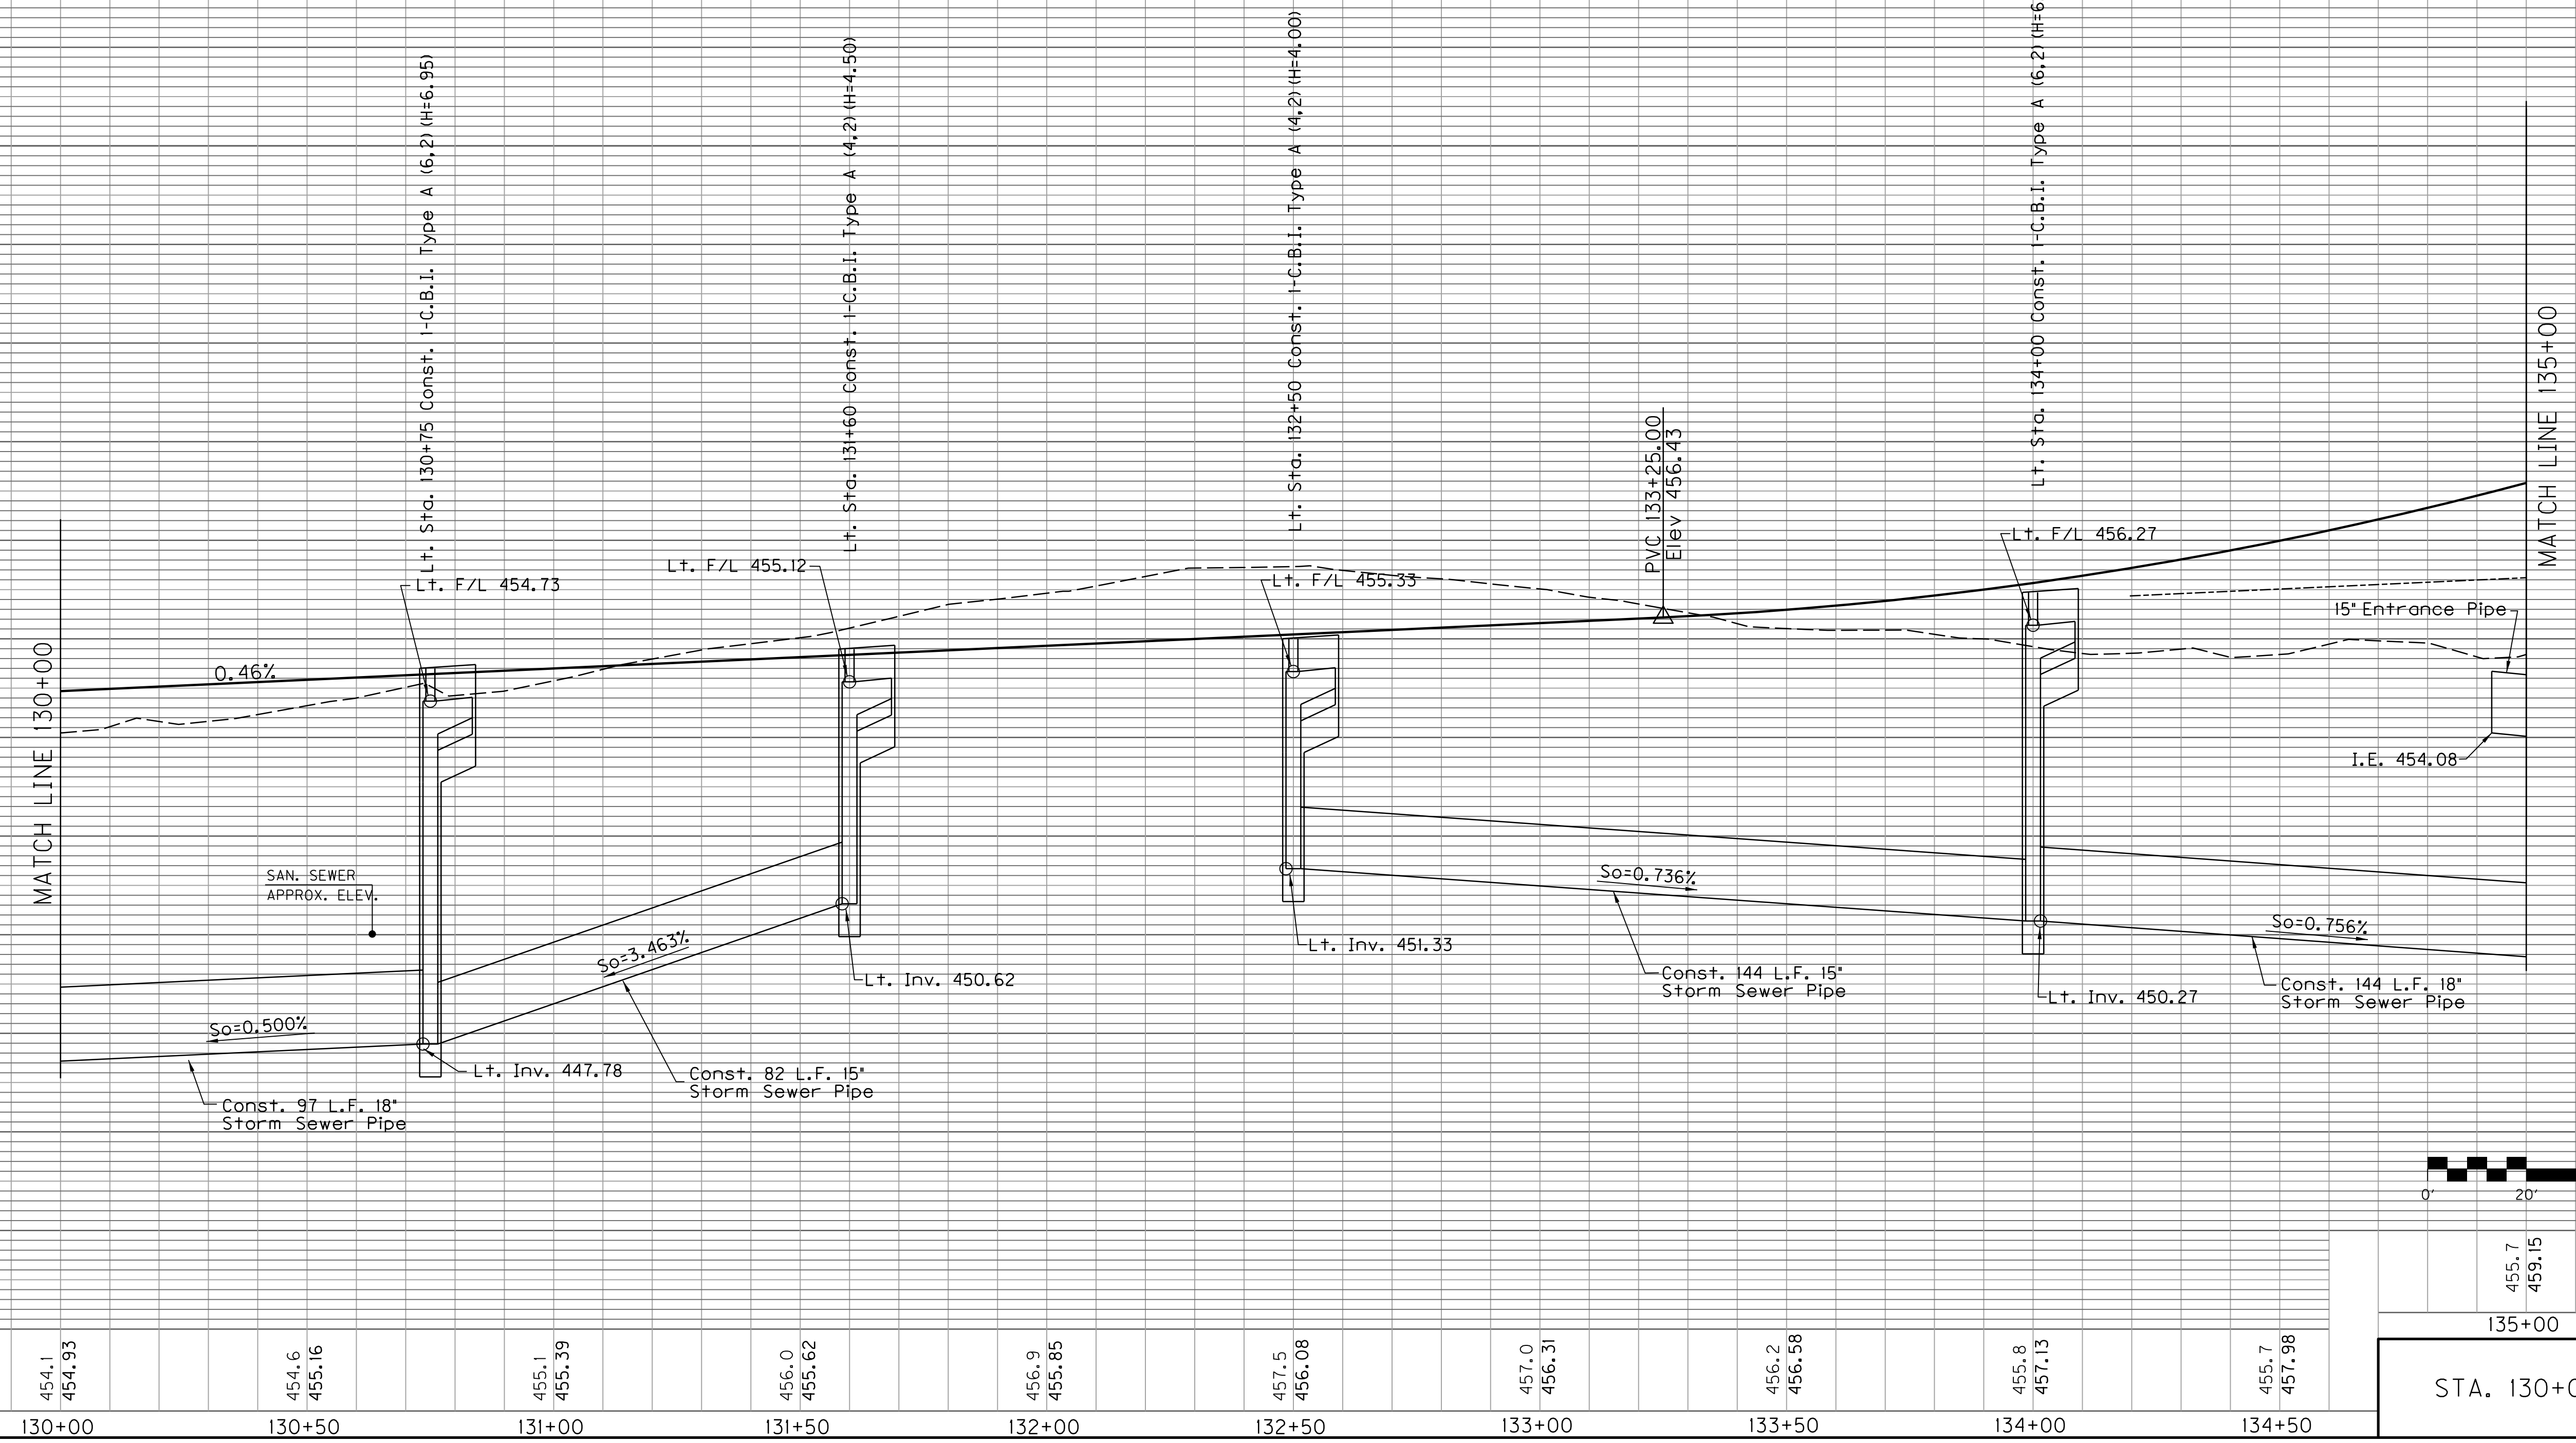 Lt. Sta. 130+75 Const. 1-C.B.I. Type A (6,2) (H=6.95)
Lt. Sta. 131+60 Const. 1-C.B.I. Type A (4,2) (H=4.50)
Lt. Sta. 132+50 Const. 1-C.B.I. Type A (4,2) (H=4.00)
Lt. Sta. 134+00 Const. 1-C.B.I. Type A (6,2) (H=6
MATCH LINE 130+00
MATCH LINE 135+00
PVC 133+25.00
Elev 456.43
Lt. F/L 454.73
Lt. F/L 455.12
Lt. F/L 455.33
Lt. F/L 456.27
0.46%
15" Entrance Pipe
I.E. 454.08
SAN. SEWER
APPROX. ELEV.
So=0.500%
So=3.463%
So=0.736%
So=0.756%
Lt. Inv. 447.78
Lt. Inv. 450.62
Lt. Inv. 451.33
Lt. Inv. 450.27
Const. 97 L.F. 18"
Storm Sewer Pipe
Const. 82 L.F. 15"
Storm Sewer Pipe
Const. 144 L.F. 15"
Storm Sewer Pipe
Const. 144 L.F. 18"
Storm Sewer Pipe
0'
20'
454.1
454.93
454.6
455.16
455.1
455.39
456.0
455.62
456.9
455.85
457.5
456.08
457.0
456.31
456.2
456.58
455.8
457.13
455.7
457.98
455.7
459.15
135+00
130+00
130+50
131+00
131+50
132+00
132+50
133+00
133+50
134+00
134+50
STA. 130+0